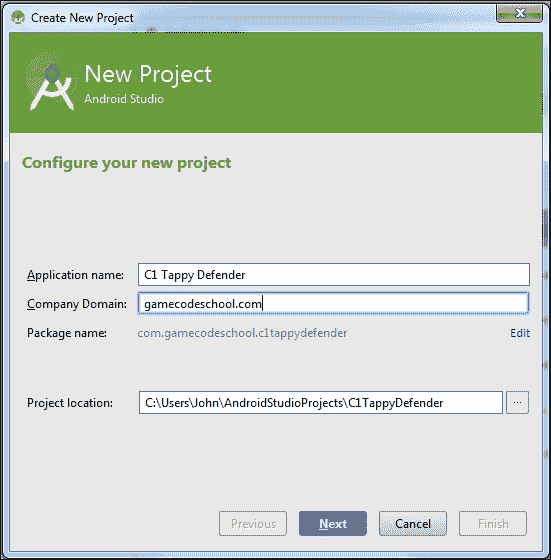 Create New Project
New Project
Android Studio
Configure your new project
Application name: C1 Tappy Defender
Company Domain: gamecodeschool.com
Package name: com.gamecodeschool.c1tappydefender Edit
Project location: C:\Users\John\AndroidStudioProjects\C1TappyDefender ...
Previous Next Cancel Finish